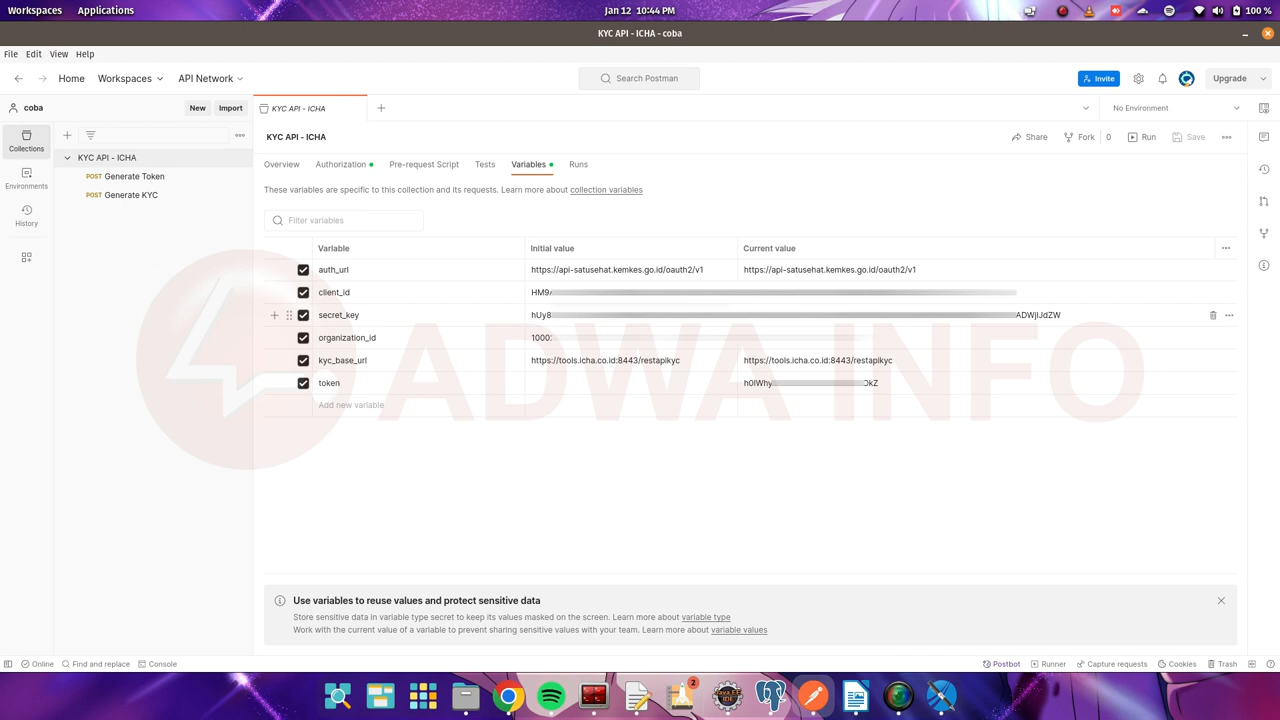 Workspaces Applications Jan 12 10:44 PM 100 %
KYC API - ICHA - coba
File Edit View Help
Home Workspaces API Network Search Postman Invite Upgrade
coba New Import KYC API - ICHA No Environment
Collections
Environments
History
KYC API - ICHA
POST Generate Token
POST Generate KYC
KYC API - ICHA Share Fork 0 Run Save
Overview Authorization Pre-request Script Tests Variables Runs
These variables are specific to this collection and its requests. Learn more about collection variables
Filter variables
Variable Initial value Current value
auth_url https://api-satusehat.kemkes.go.id/oauth2/v1 https://api-satusehat.kemkes.go.id/oauth2/v1
client_id
secret_key hUy8
organization_id
kyc_base_url https://tools.icha.co.id:8443/restapikyc https://tools.icha.co.id:8443/restapikyc
token
Add new variable
ADWA INFO
Use variables to reuse values and protect sensitive data
Store sensitive data in variable type secret to keep its values masked on the screen. Learn more about variable type
Work with the current value of a variable to prevent sharing sensitive values with your team. Learn more about variable values
Online Find and replace Console Postbot Runner Capture requests Cookies Trash
2
Java EE
IDE